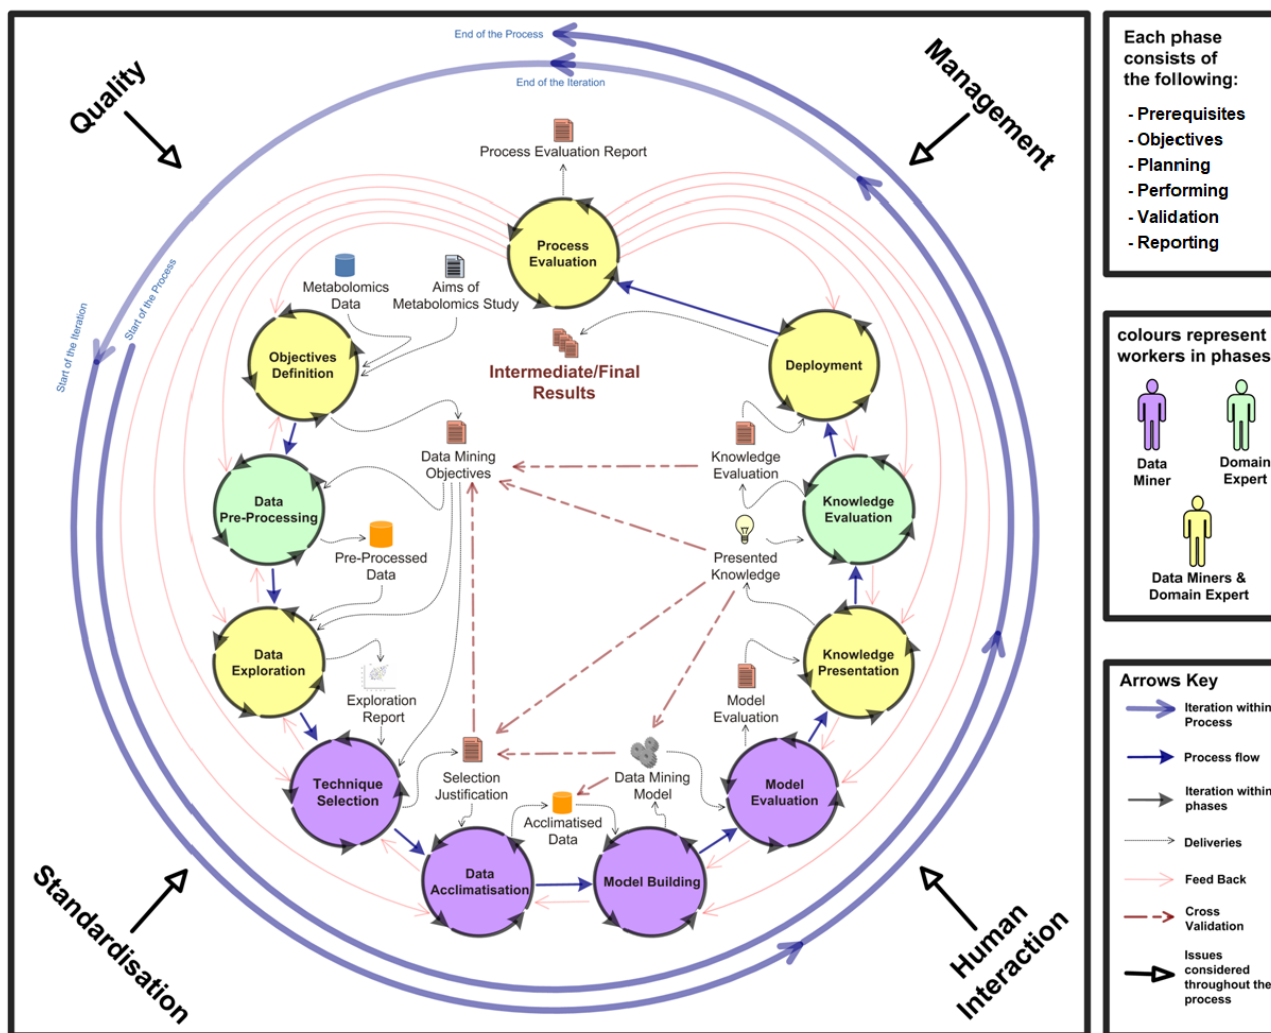 End of the Process
End of the Iteration
Quality
Management
Process Evaluation Report
Process
Evaluation
Start of the Iteration
Start of the Process
Metabolomics
Data
Aims of
Metabolomics Study
Objectives
Definition
Intermediate/Final
Results
Deployment
Data Mining
Objectives
Knowledge
Evaluation
Data
Pre-Processing
Knowledge
Evaluation
Pre-Processed
Data
Presented
Knowledge
Data
Exploration
Knowledge
Presentation
Exploration
Report
Model
Evaluation
Technique
Selection
Selection
Justification
Data Mining
Model
Model
Evaluation
Acclimatised
Data
Data
Acclimatisation
Model Building
Standardisation
Human
Interaction
Each phase
consists of
the following:
- Prerequisites
- Objectives
- Planning
- Performing
- Validation
- Reporting
colours represent
workers in phases
Data
Miner
Domain
Expert
Data Miners &
Domain Expert
Arrows Key
Iteration within
Process
Process flow
Iteration within
phases
Deliveries
Feed Back
Cross
Validation
Issues
considered
throughout the
process